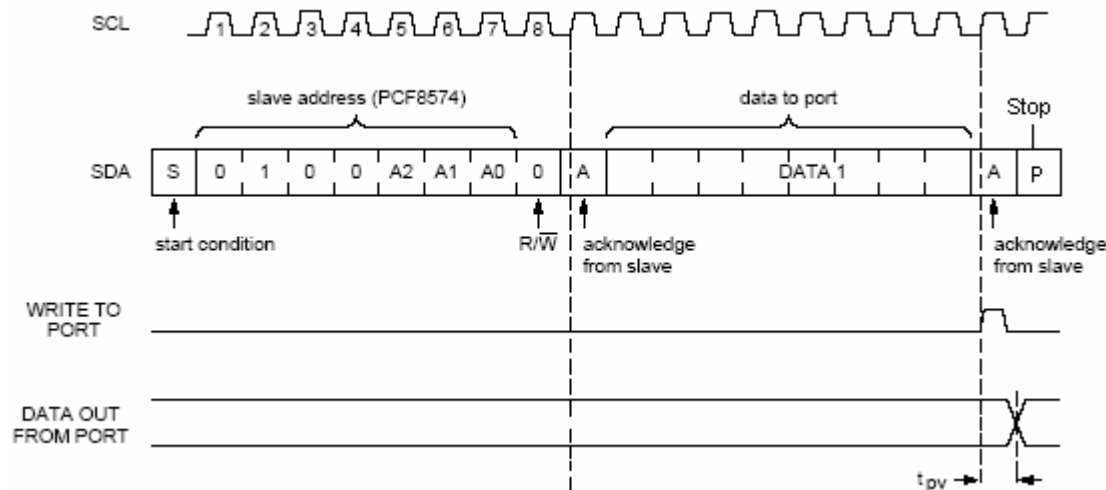 SCL 1 2 3 4 5 6 7 8
slave address (PCF8574) data to port Stop
SDA S 0 1 0 0 A2 A1 A0 0 A DATA 1 A P
start condition R/W̅ acknowledge from slave acknowledge from slave
WRITE TO
PORT
DATA OUT
FROM PORT
tpv